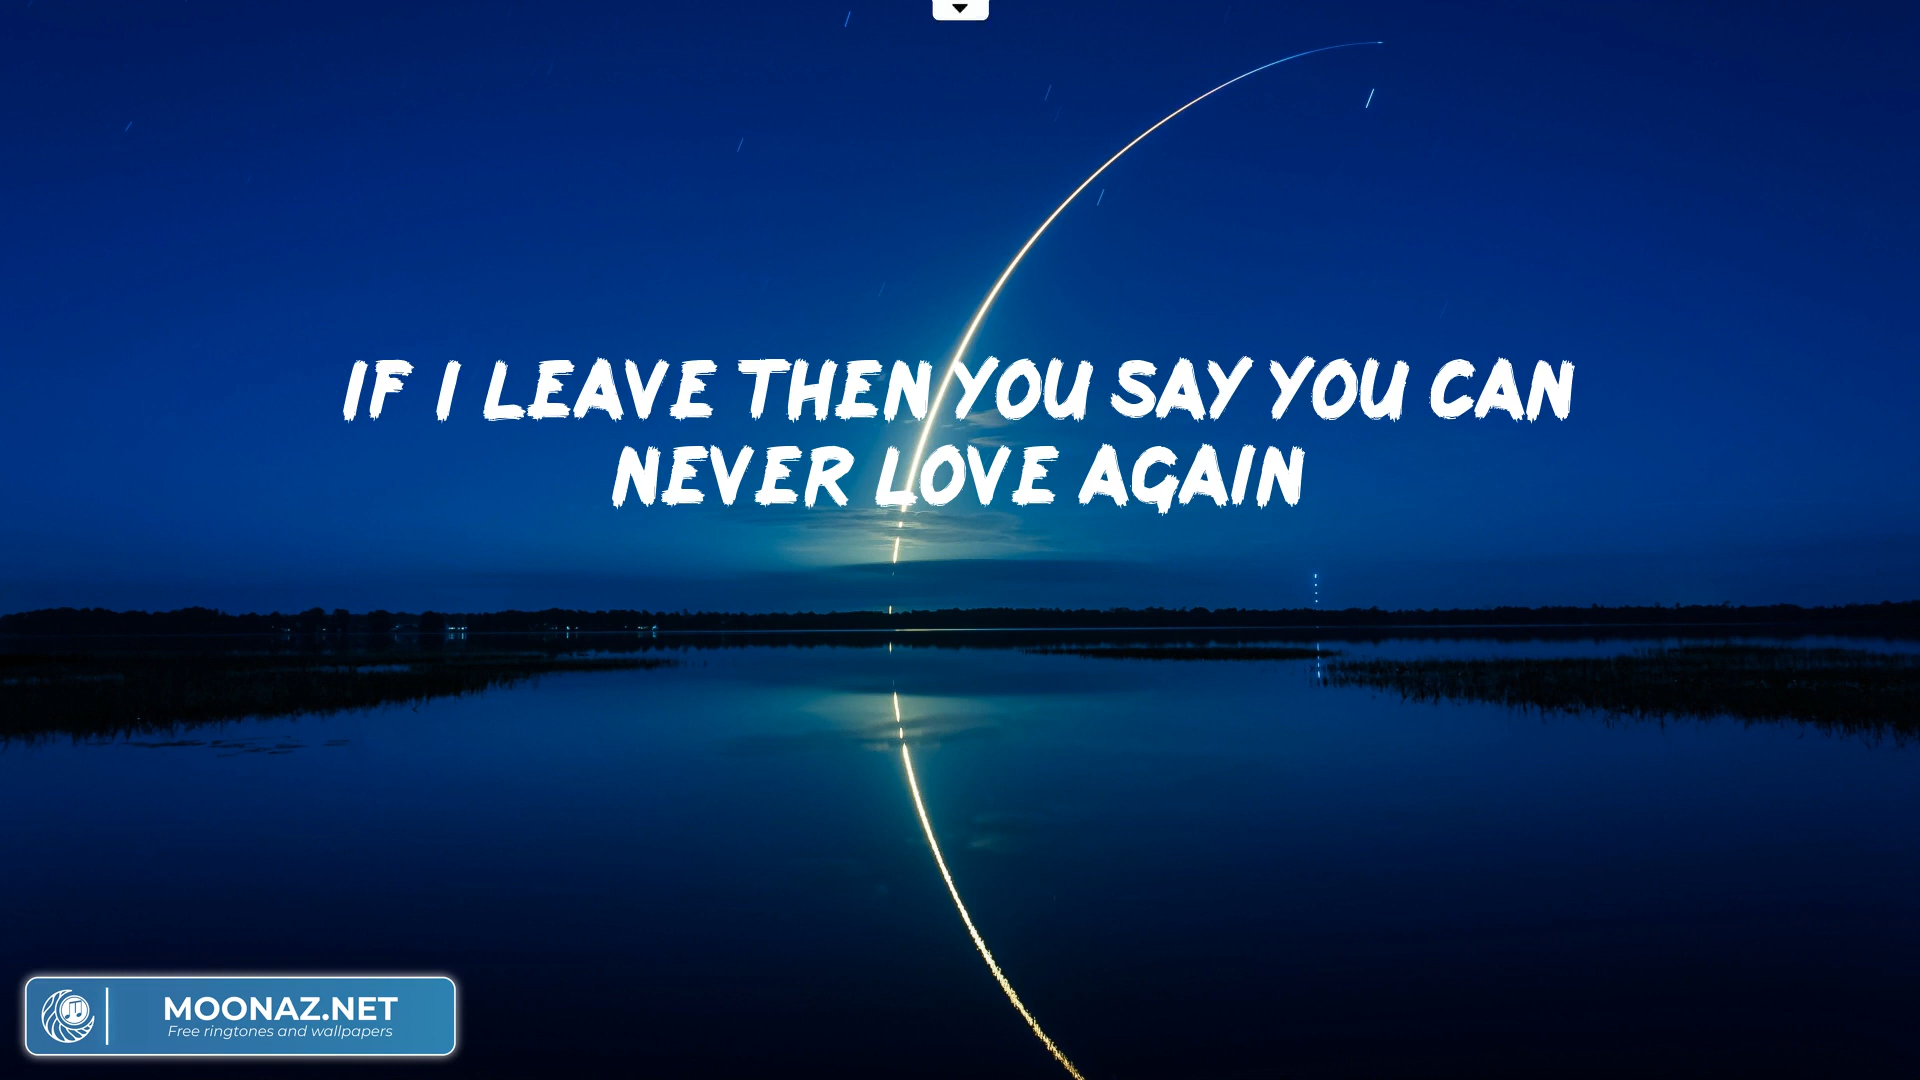 IF I LEAVE THEN YOU SAY YOU CAN
NEVER LOVE AGAIN
MOONAZ.NET
Free ringtones and wallpapers